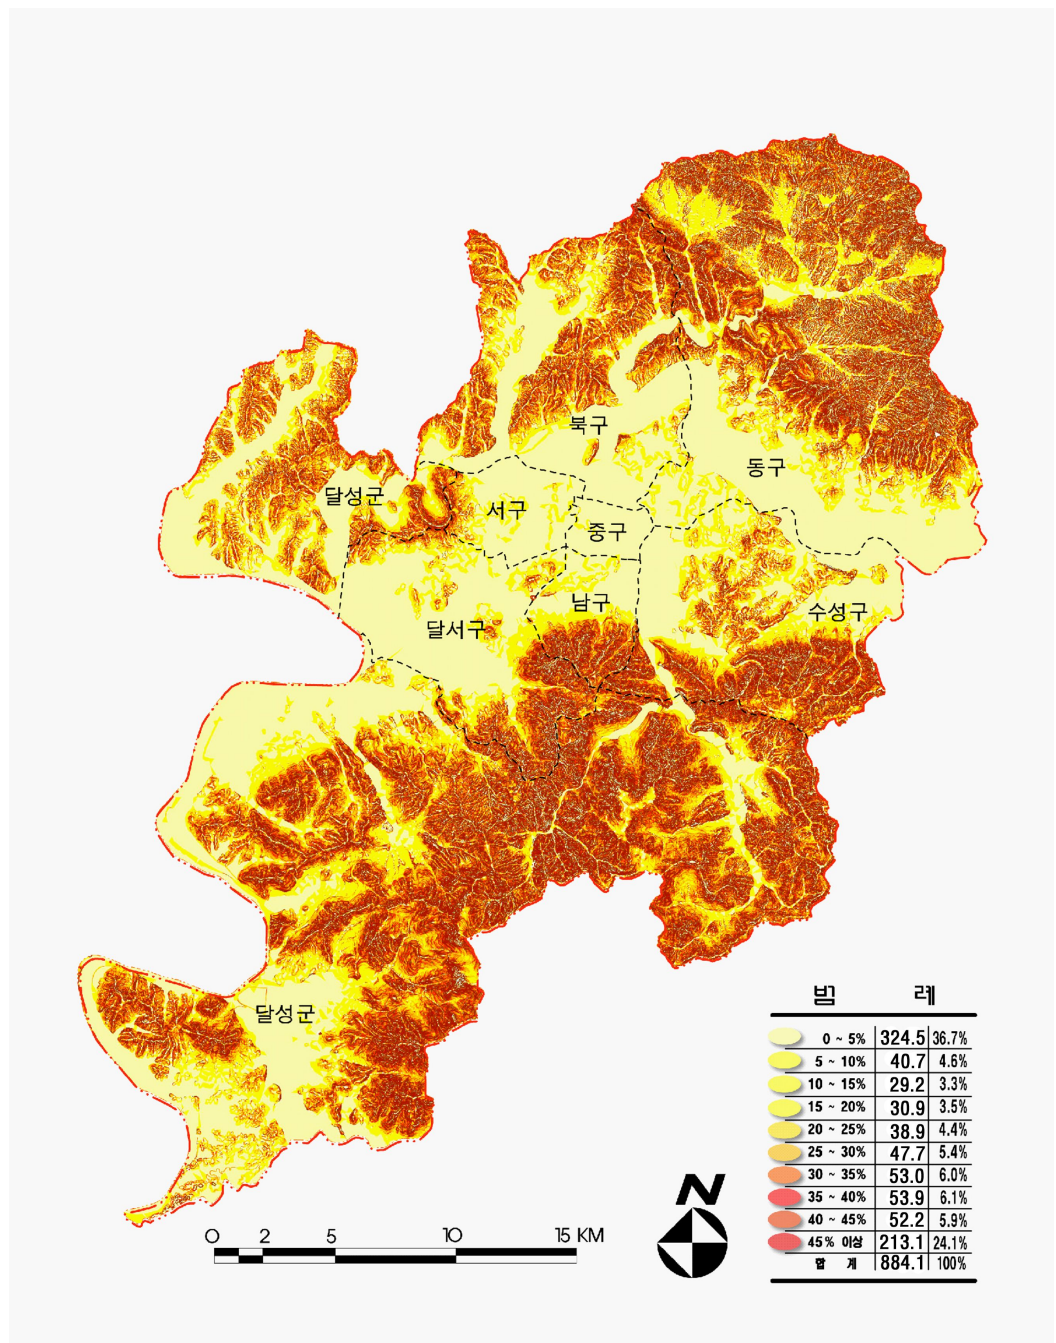 북구
동구
달성군
서구
중구
남구
수성구
달서구
달성군
범 례
0 ~ 5% 324.5 36.7%
5 ~ 10% 40.7 4.6%
10 ~ 15% 29.2 3.3%
15 ~ 20% 30.9 3.5%
20 ~ 25% 38.9 4.4%
25 ~ 30% 47.7 5.4%
30 ~ 35% 53.0 6.0%
35 ~ 40% 53.9 6.1%
40 ~ 45% 52.2 5.9%
45% 이상 213.1 24.1%
합 계 884.1 100%
N
0 2 5 10 15 KM